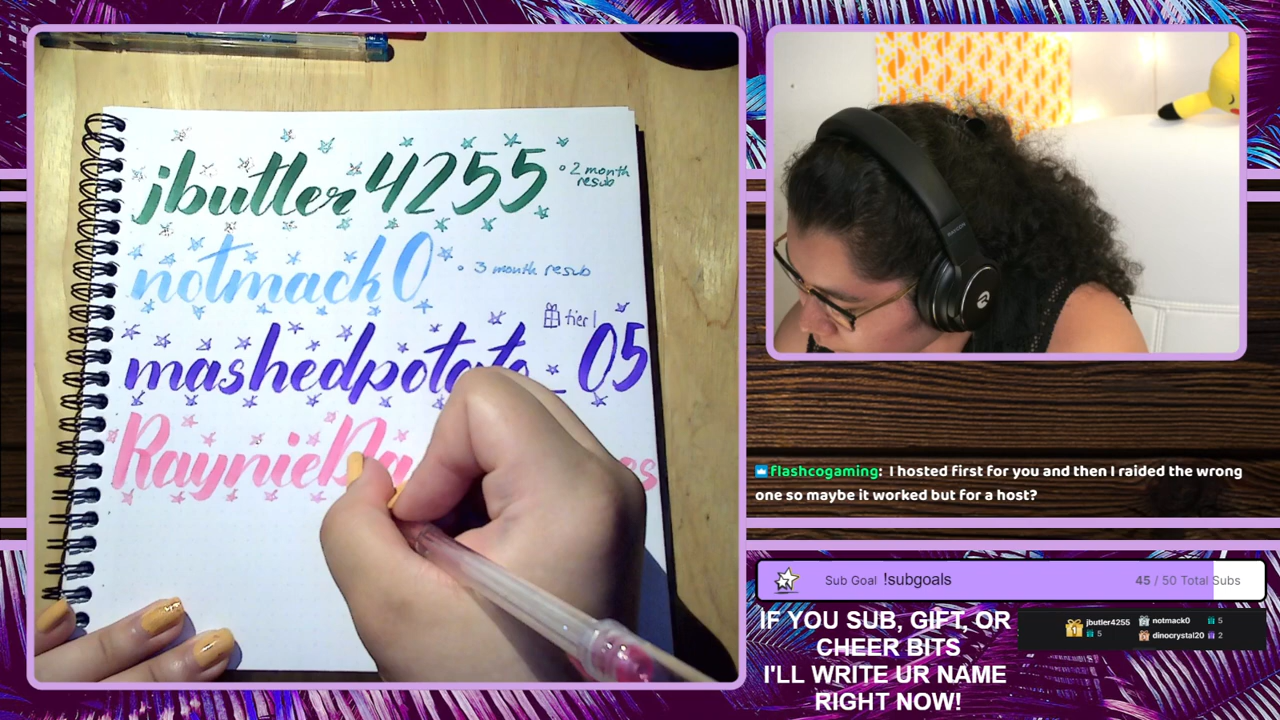 jbutler4255
• 2 month
resub
notmack0
• 3 month resub
tier 1
_05
flashcogaming: I hosted first for you and then I raided the wrong
one so maybe it worked but for a host?
Sub Goal !subgoals
45 / 50 Total Subs
IF YOU SUB, GIFT, OR
CHEER BITS
I'LL WRITE UR NAME
RIGHT NOW!
1 jbutler4255
5
notmack0 5
dinocrystal20 2